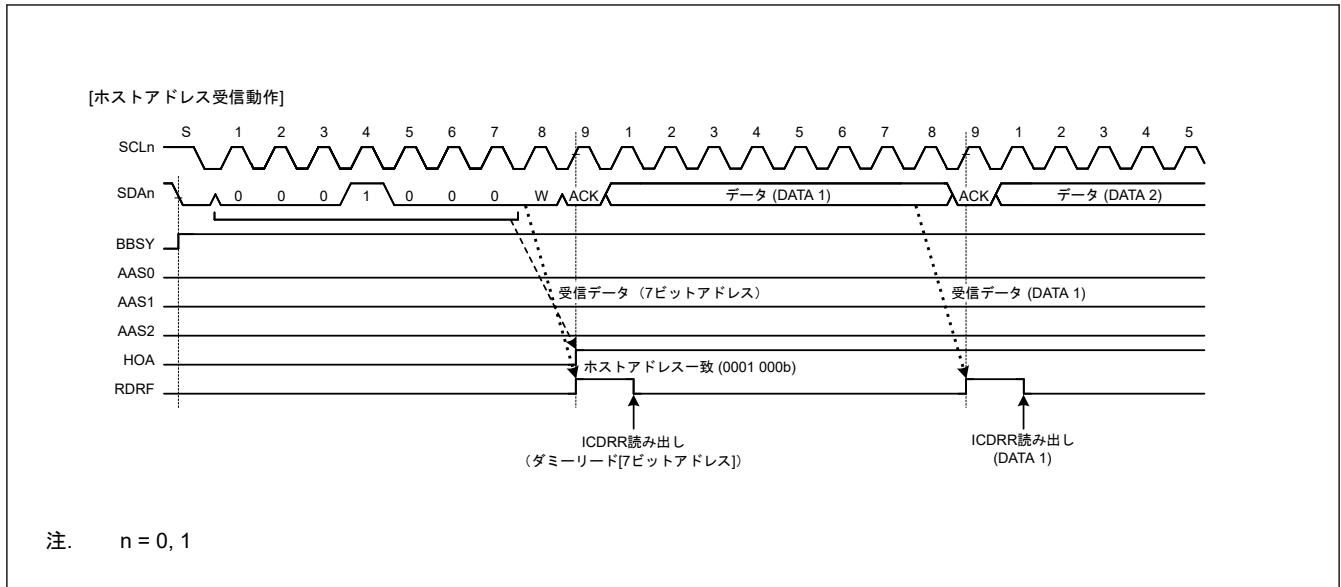 [ホストアドレス受信動作]
S 1 2 3 4 5 6 7 8 9 1 2 3 4 5 6 7 8 9 1 2 3 4 5
SCLn
SDAn 0 0 0 1 0 0 0 W ACK データ (DATA 1) ACK データ (DATA 2)
BBSY
AAS0
受信データ（7ビットアドレス） 受信データ (DATA 1)
AAS1
AAS2
HOA
ホストアドレス一致 (0001 000b)
RDRF
ICDRR読み出し
（ダミーリード[7ビットアドレス]）
ICDRR読み出し
(DATA 1)
注. n = 0, 1